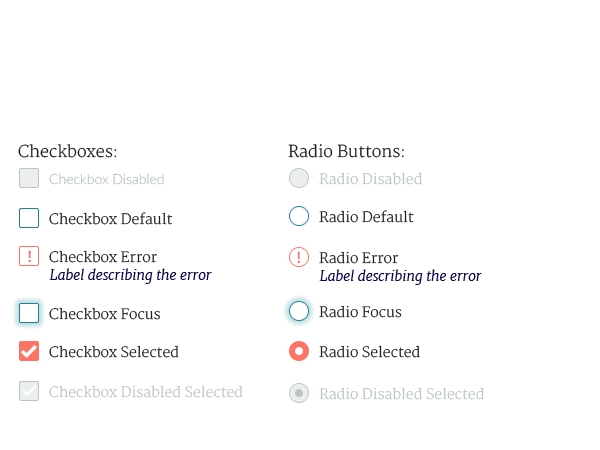 Checkboxes:
Checkbox Disabled
Checkbox Default
Checkbox Error
Label describing the error
Checkbox Focus
Checkbox Selected
Checkbox Disabled Selected
Radio Buttons:
Radio Disabled
Radio Default
Radio Error
Label describing the error
Radio Focus
Radio Selected
Radio Disabled Selected